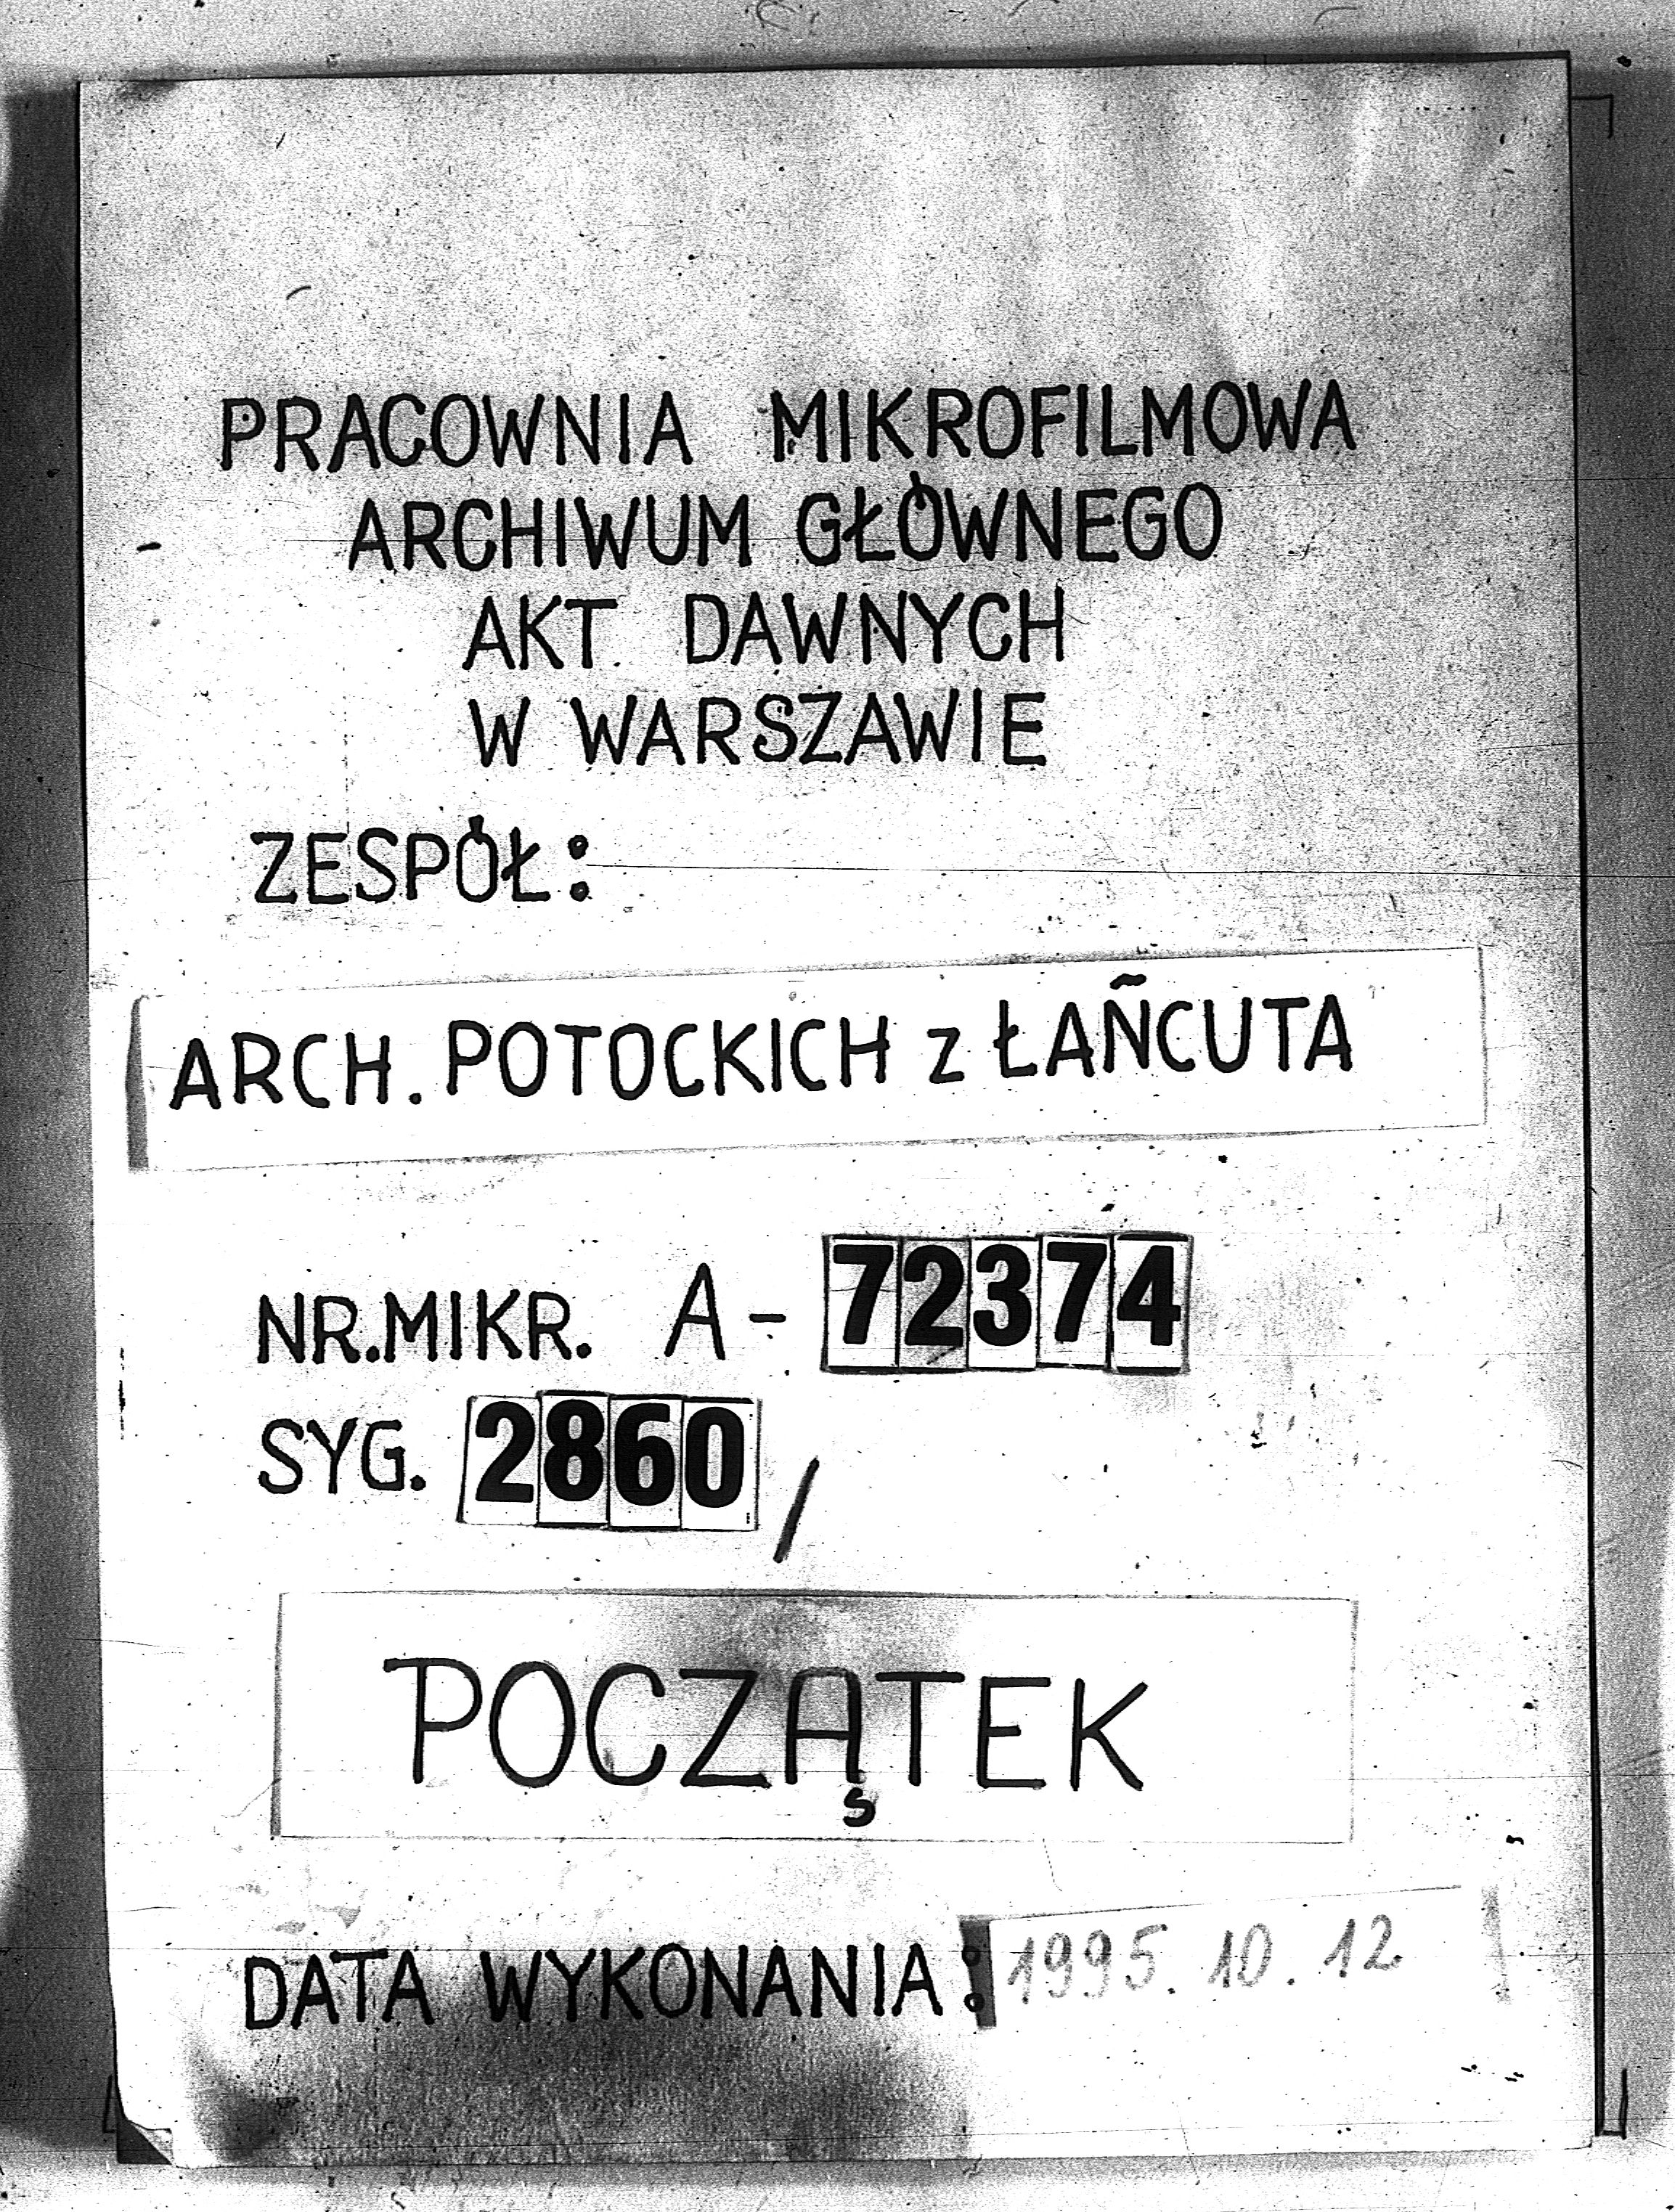 PRACOWNIA MIKROFILMOWA
ARCHIWUM GŁÓWNEGO
AKT DAWNYCH
W WARSZAWIE
ZESPÓŁ:
ARCH. POTOCKICH z ŁAŃCUTA
NR.MIKR. A-72374
SYG. 2860/
POCZĄTEK
DATA WYKONANIA: 1995.10.12